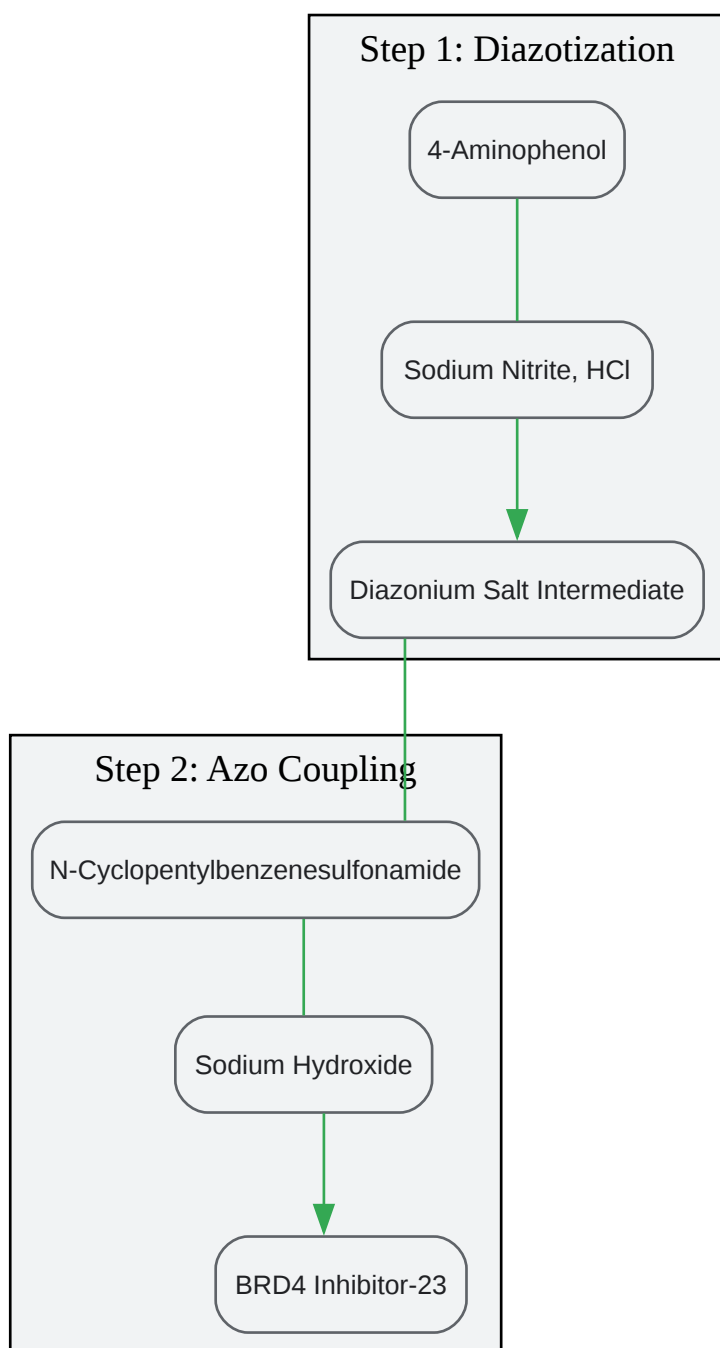 Step 1: Diazotization
4-Aminophenol
Sodium Nitrite, HCl
Diazonium Salt Intermediate
Step 2: Azo Coupling
N-Cyclopentylbenzenesulfonamide
Sodium Hydroxide
BRD4 Inhibitor-23